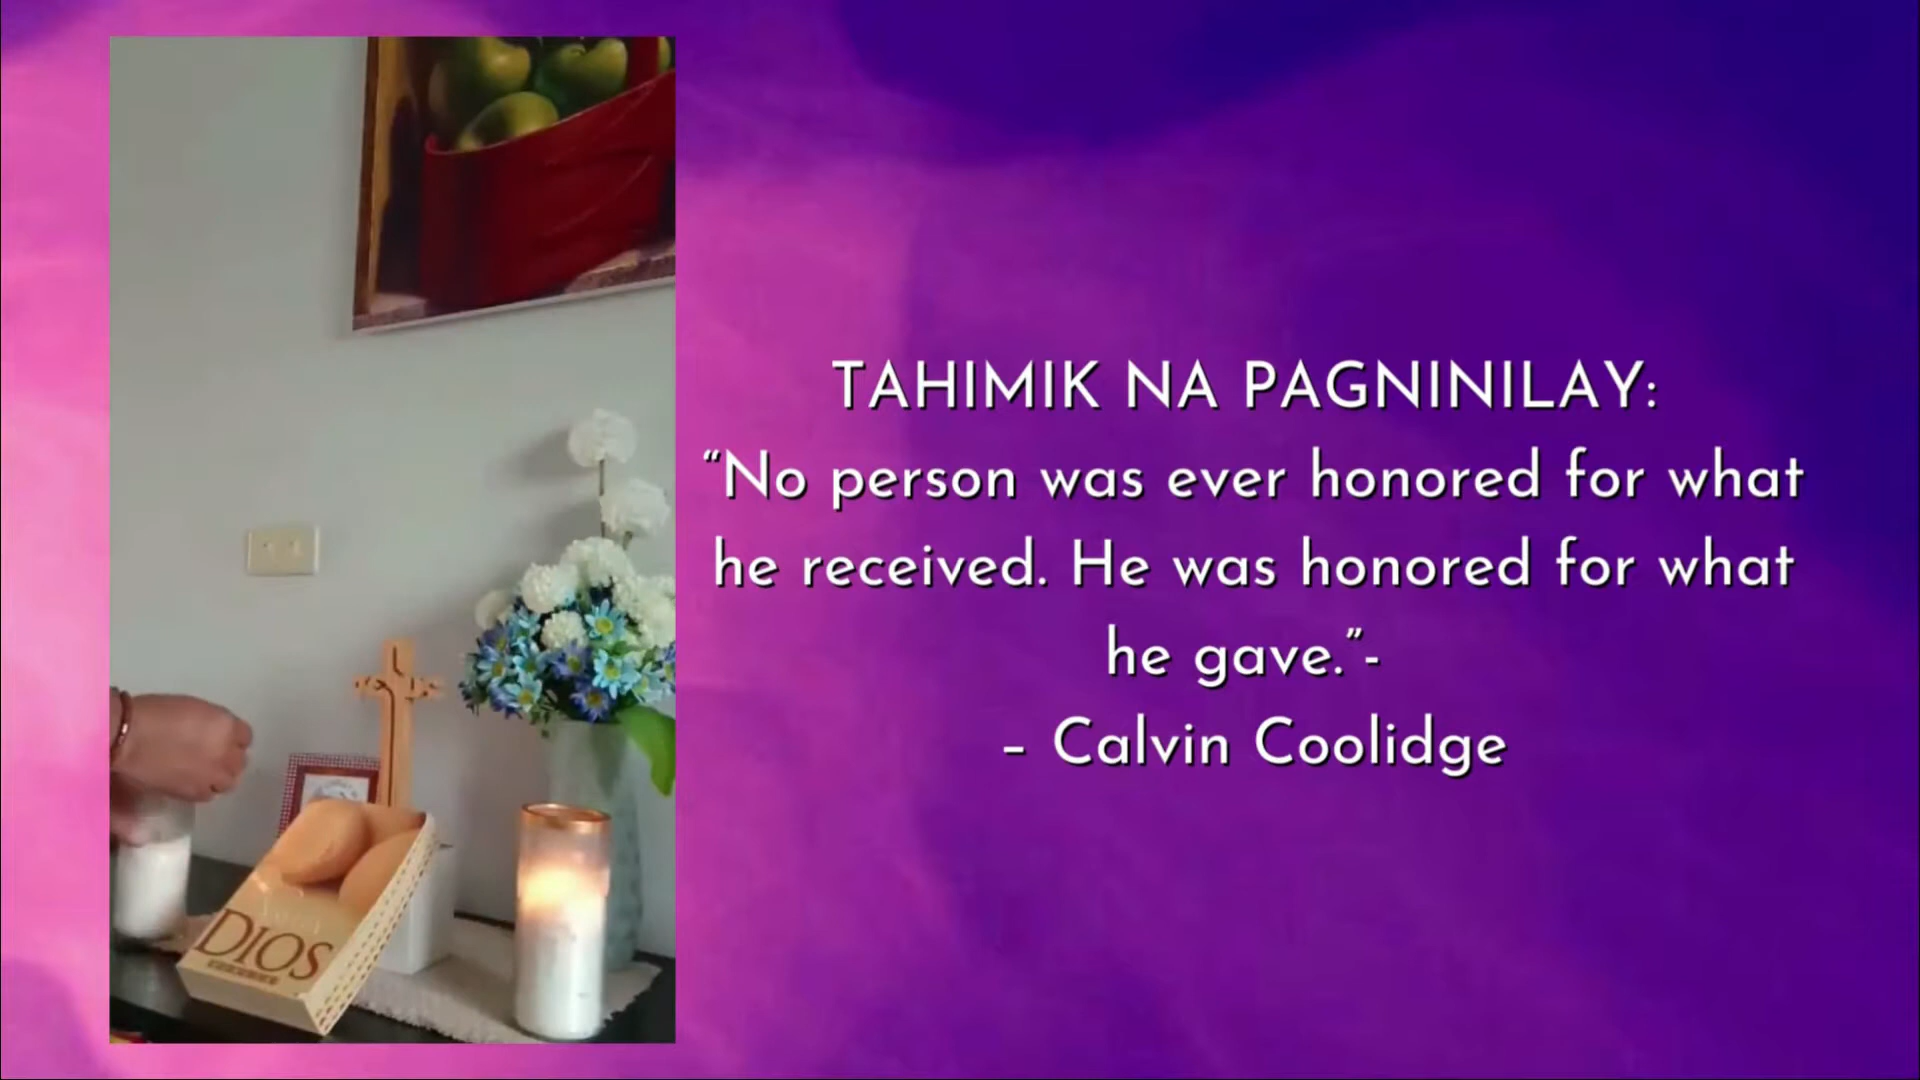 TAHIMIK NA PAGNINILAY:
“No person was ever honored for what
he received. He was honored for what
he gave.”-
– Calvin Coolidge
DIOS